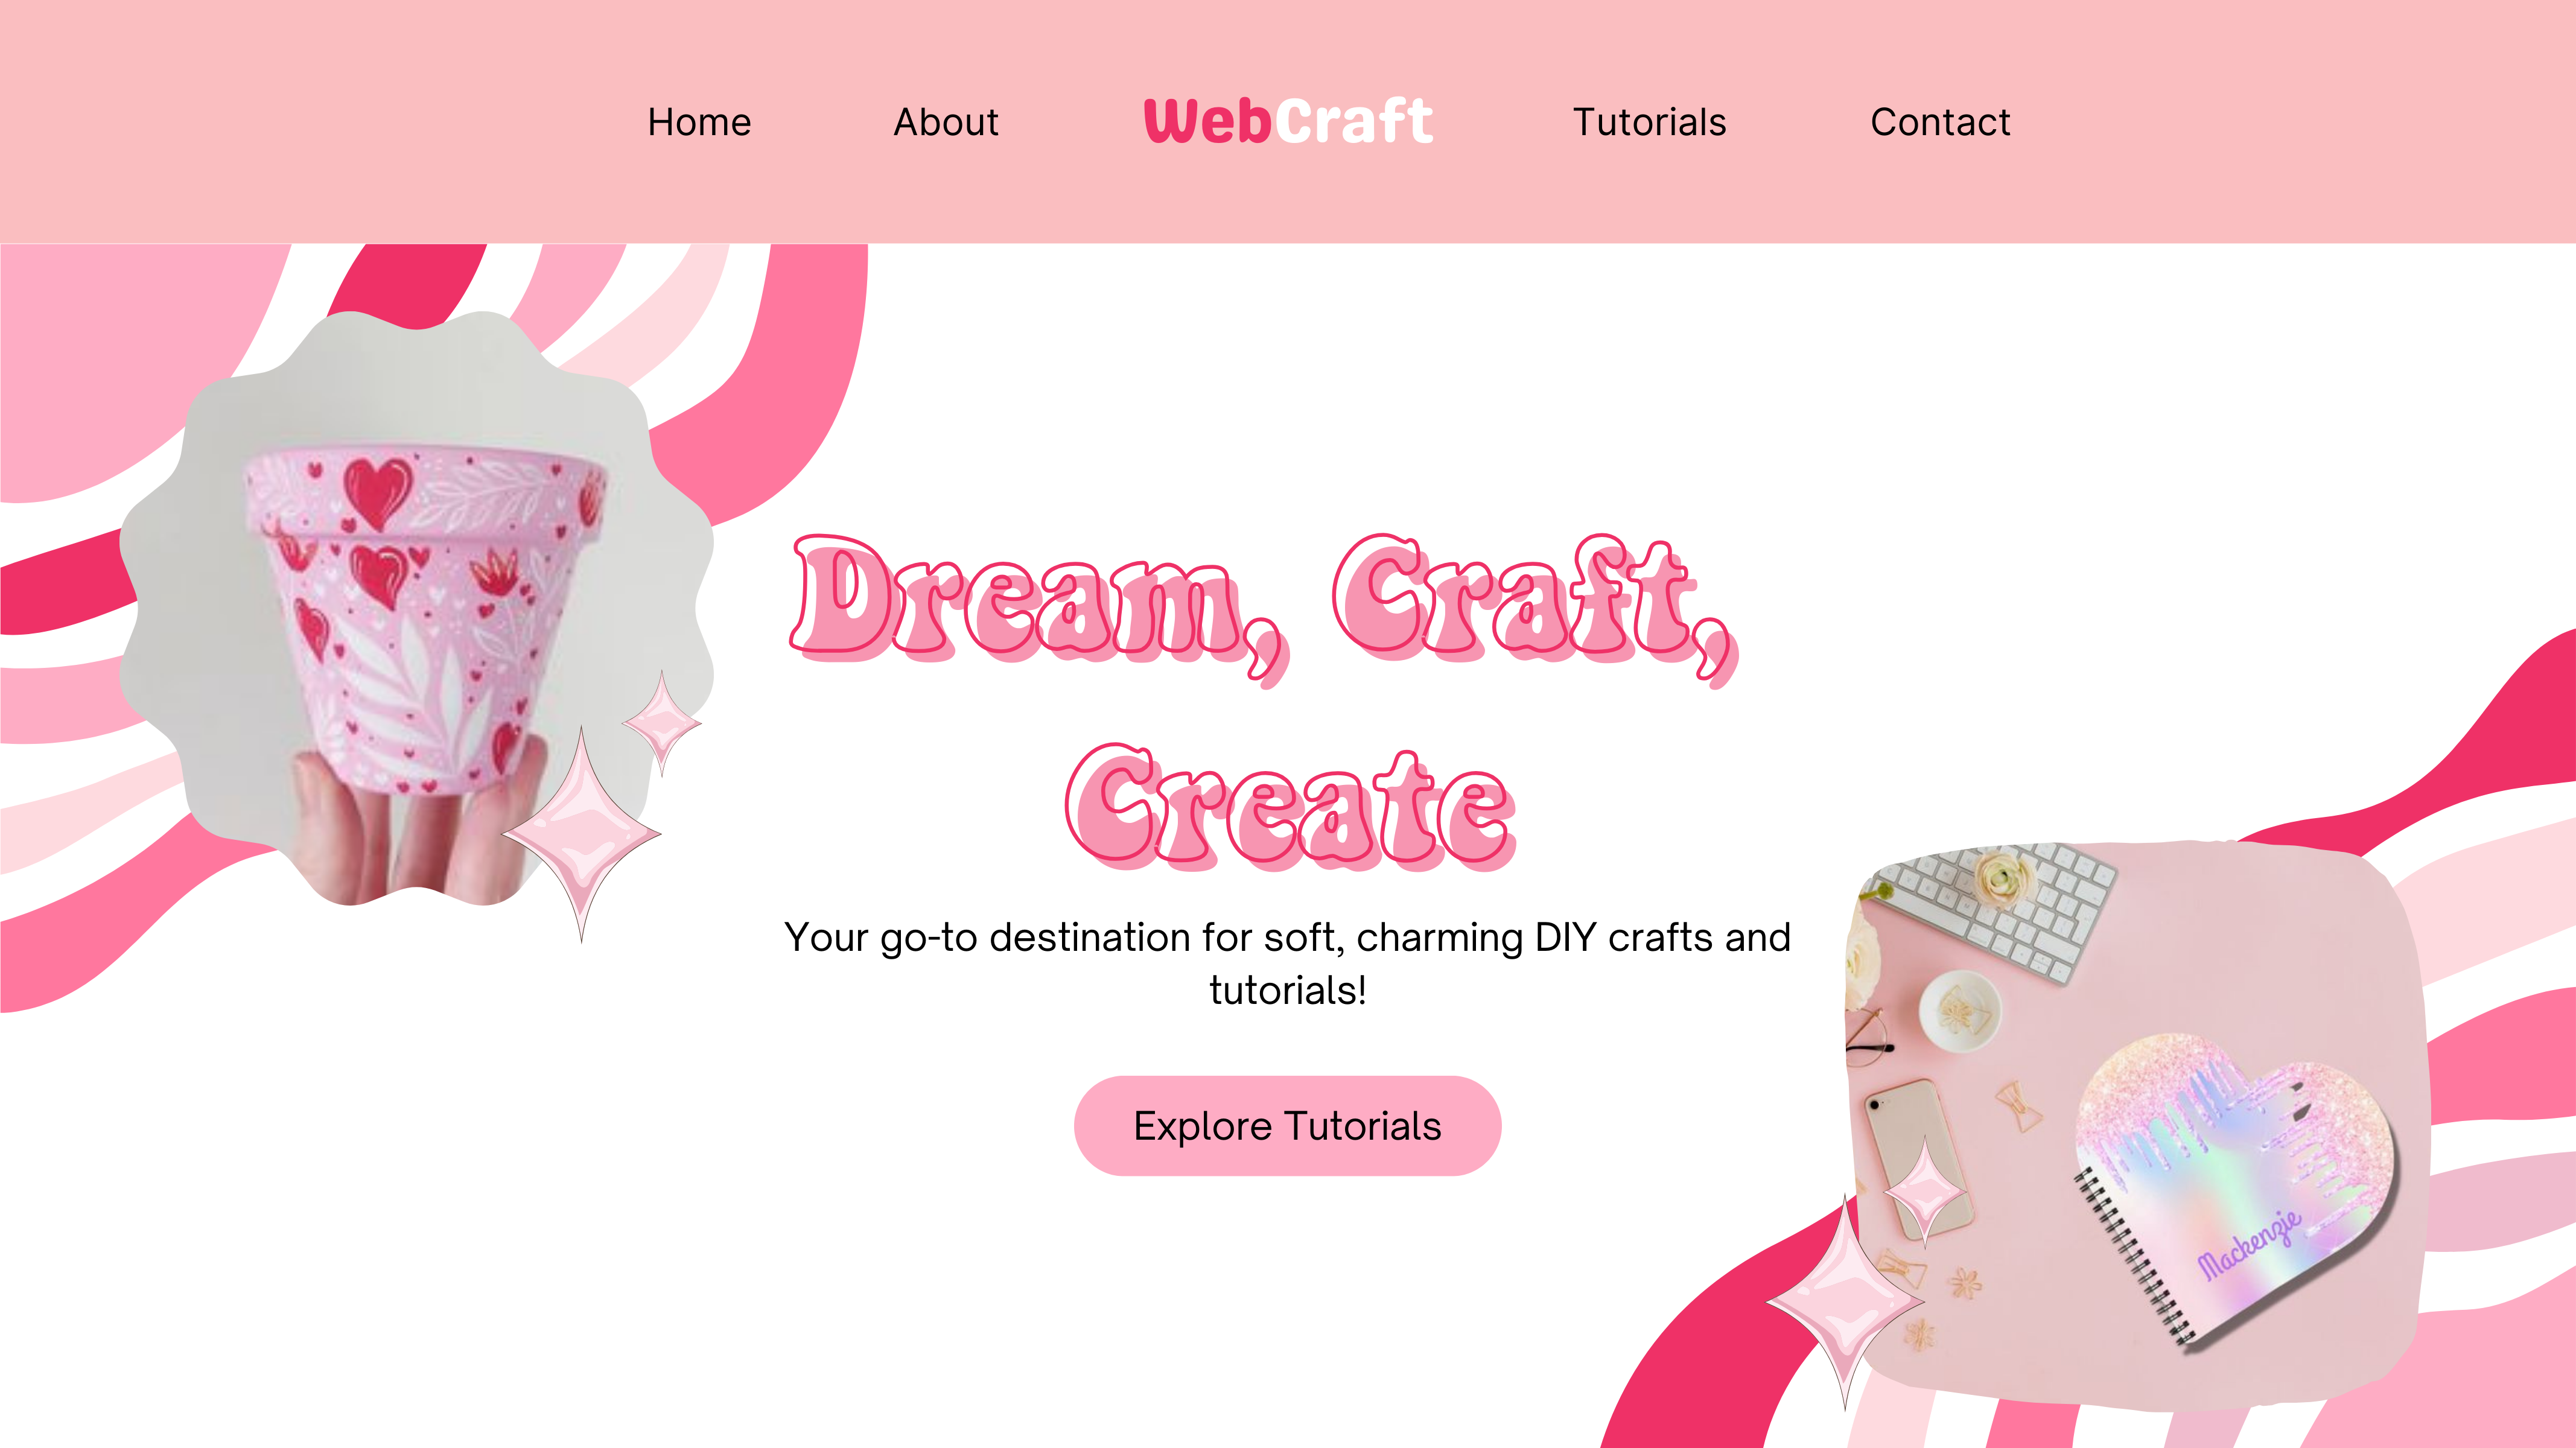 Home About WebCraft Tutorials Contact
Dream, Craft,
Create
Your go-to destination for soft, charming DIY crafts and
tutorials!
Explore Tutorials
Mackenzie